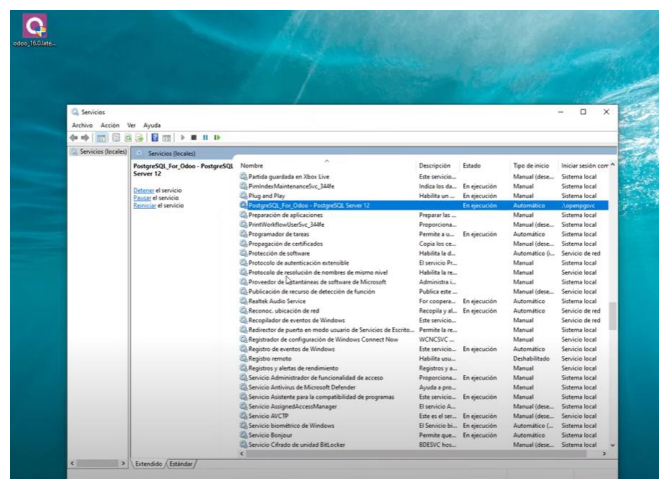 odoo_16.0.late...
Servicios
Archivo Acción Ver Ayuda
Servicios (locales)
Servicios (locales)
PostgreSQL_For_Odoo - PostgreSQL Server 12
Detener el servicio
Pausar el servicio
Reiniciar el servicio
Nombre Descripción Estado Tipo de inicio Iniciar sesión com
Partida guardada en Xbox Live Este servicio... Manual (dese... Sistema local
PimIndexMaintenanceSvc_344fe Indiza los da... En ejecución Manual Sistema local
Plug and Play Habilita un ... En ejecución Manual Sistema local
PostgreSQL_For_Odoo - PostgreSQL Server 12 En ejecución Automático .\openpgsvc
Preparación de aplicaciones Preparar las ... Manual Sistema local
PrintWorkflowUserSvc_344fe Proporciona... Manual (dese... Sistema local
Programador de tareas Permite a u... En ejecución Automático Sistema local
Propagación de certificados Copia los ce... Manual (dese... Sistema local
Protección de software Habilita la d... Automático (i... Servicio de red
Protocolo de autenticación extensible El servicio Pr... Manual Sistema local
Protocolo de resolución de nombres de mismo nivel Habilita la re... Manual Servicio local
Proveedor de instantáneas de software de Microsoft Administra i... Manual Sistema local
Publicación de recurso de detección de función Publica este ... Manual (dese... Servicio local
Realtek Audio Service For coopera... En ejecución Automático Sistema local
Reconoc. ubicación de red Recopila y al... En ejecución Automático Servicio de red
Recopilador de eventos de Windows Este servicio... Manual Servicio de red
Redirector de puerto en modo usuario de Servicios de Escrito... Permite la re... Manual Sistema local
Registrador de configuración de Windows Connect Now WCNCSVC ... Manual Servicio local
Registro de eventos de Windows Este servicio... En ejecución Automático Servicio local
Registro remoto Habilita usu... Deshabilitado Servicio local
Registros y alertas de rendimiento Registros y a... Manual Servicio local
Servicio Administrador de funcionalidad de acceso Proporciona... En ejecución Manual Sistema local
Servicio Antivirus de Microsoft Defender Ayuda a pro... Manual Sistema local
Servicio Asistente para la compatibilidad de programas Este servicio... En ejecución Manual Sistema local
Servicio AssignedAccessManager El servicio A... Manual (dese... Sistema local
Servicio AVCTP Este es el ser... En ejecución Manual (dese... Servicio local
Servicio biométrico de Windows El Servicio bi... En ejecución Automático (... Sistema local
Servicio Bonjour Permite que... En ejecución Automático Sistema local
Servicio Cifrado de unidad BitLocker BDESVC hos... Manual (dese... Sistema local
Extendido Estándar